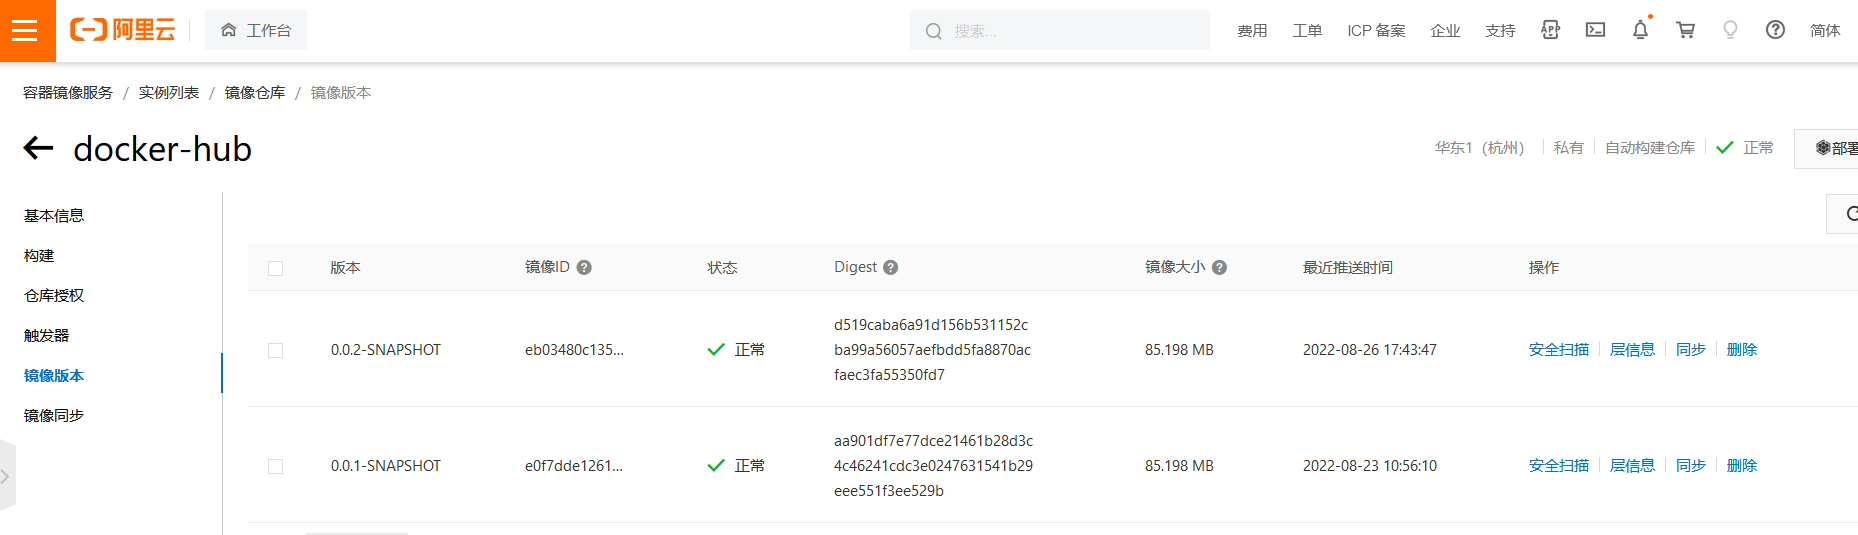 阿里云 工作台 搜索... 费用 工单 ICP 备案 企业 支持 APP 简体
容器镜像服务 / 实例列表 / 镜像仓库 / 镜像版本
docker-hub 华东1（杭州） 私有 自动构建仓库 正常 部署
基本信息
构建
仓库授权
触发器
镜像版本
镜像同步
版本 镜像ID 状态 Digest 镜像大小 最近推送时间 操作
0.0.2-SNAPSHOT eb03480c135... 正常 d519caba6a91d156b531152c 85.198 MB 2022-08-26 17:43:47 安全扫描 层信息 同步 删除
ba99a56057aefbdd5fa8870ac
faec3fa55350fd7
0.0.1-SNAPSHOT e0f7dde1261... 正常 aa901df7e77dce21461b28d3c 85.198 MB 2022-08-23 10:56:10 安全扫描 层信息 同步 删除
4c46241cdc3e0247631541b29
eee551f3ee529b